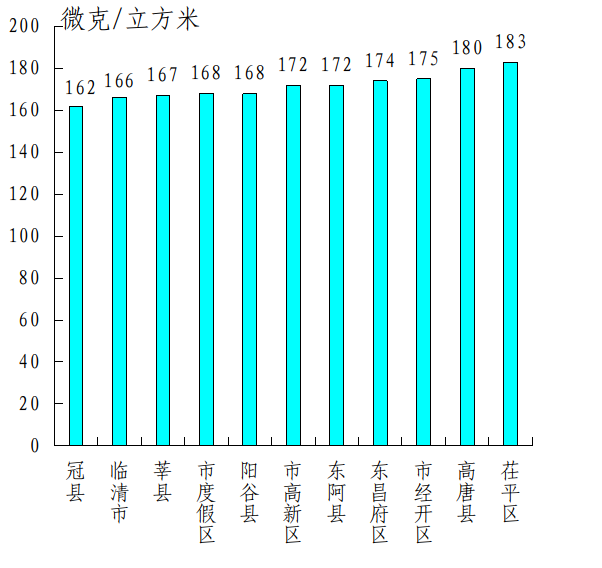 微克/立方米
200
180
160
140
120
100
80
60
40
20
0
162 166 167 168 168 172 172 174 175 180 183
冠县
临清市
莘县
市度假区
阳谷县
市高新区
东阿县
东昌府区
市经开区
高唐县
茌平区